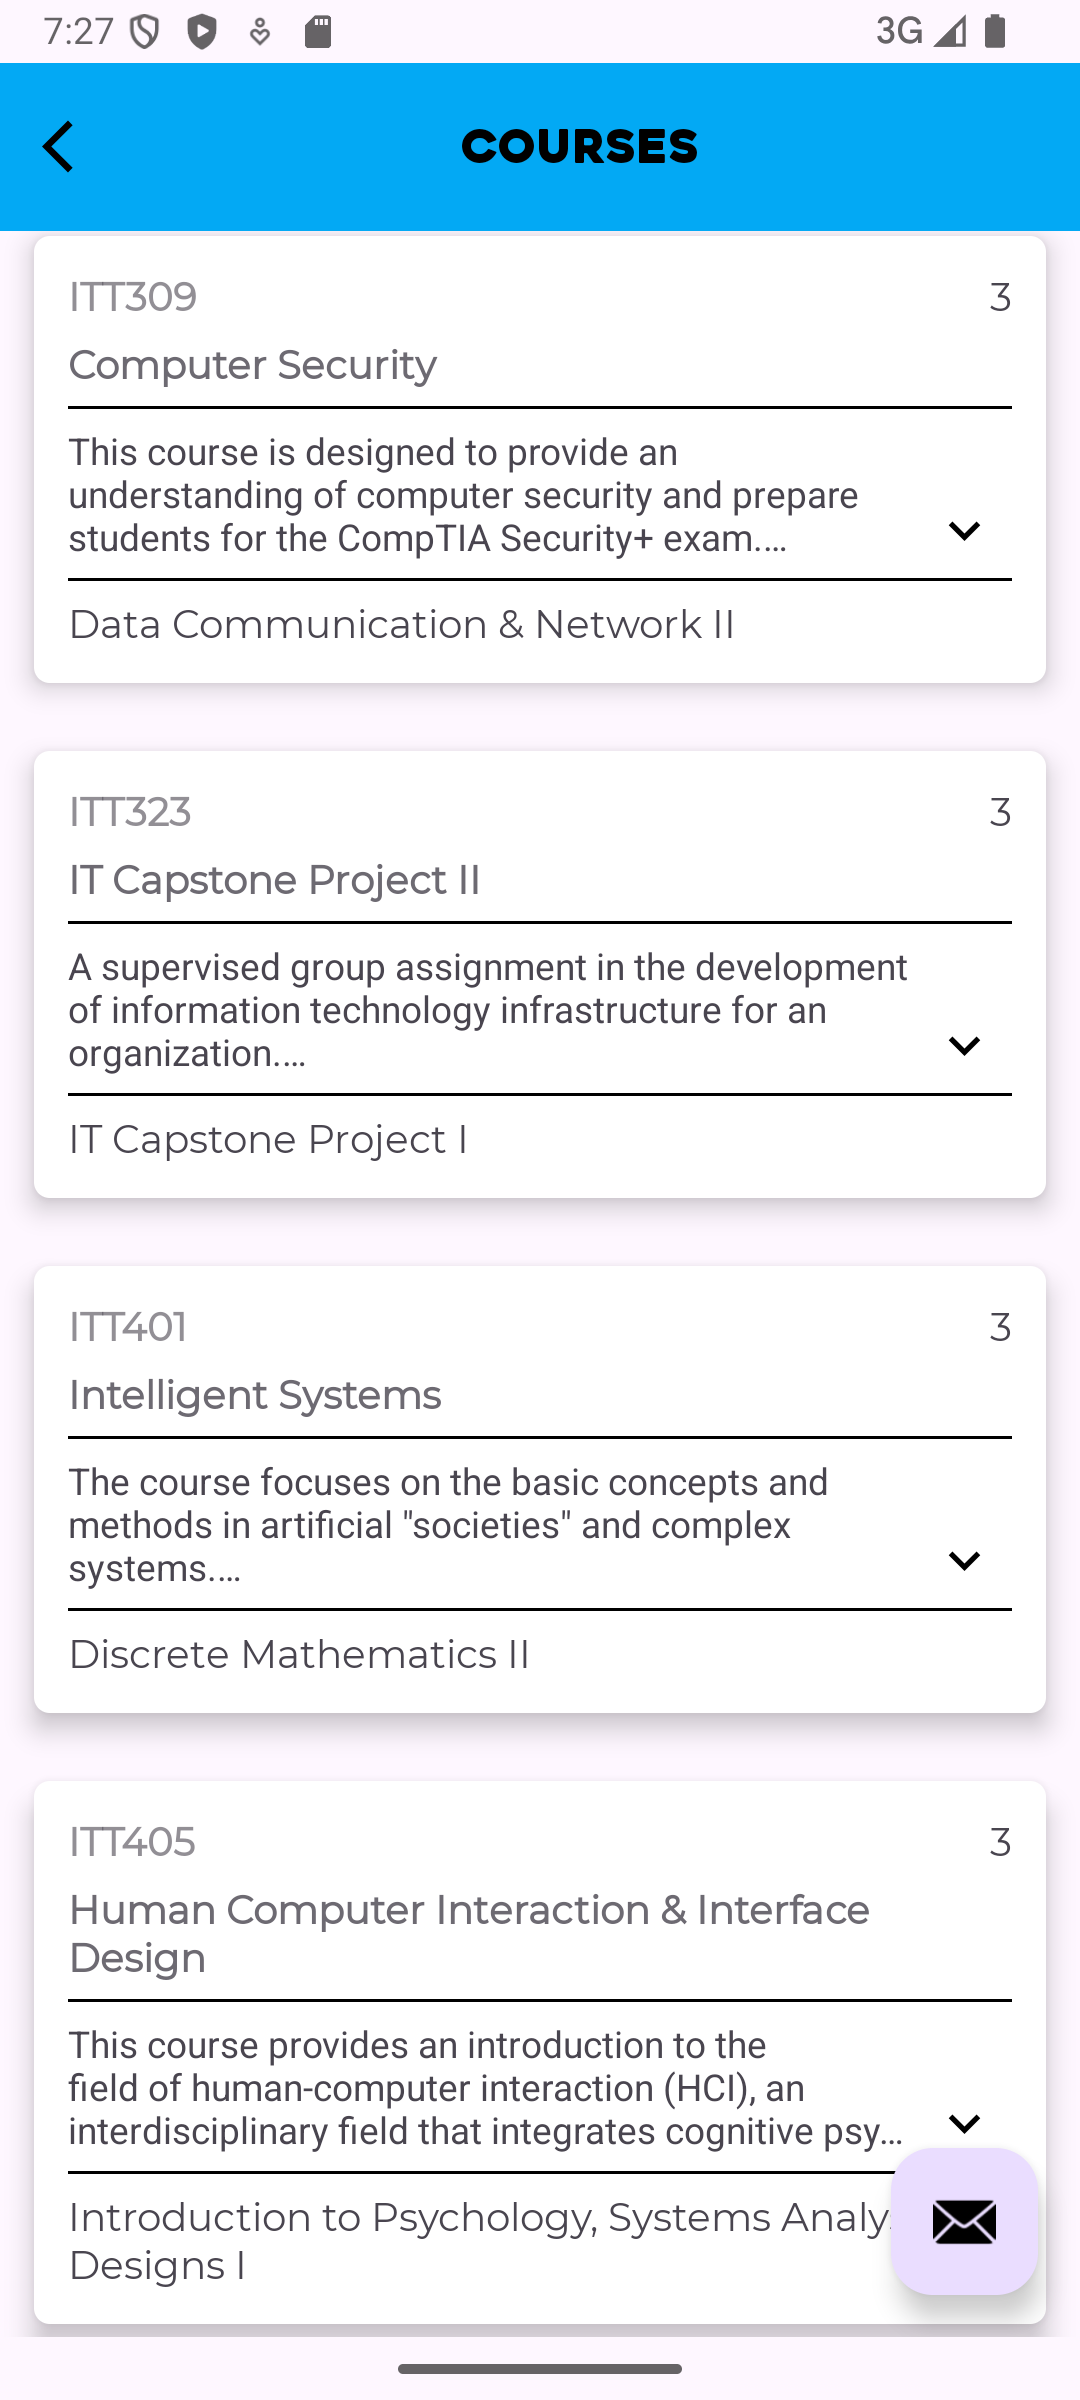 7:27
3G
COURSES
ITT309
3
Computer Security
This course is designed to provide an
understanding of computer security and prepare
students for the CompTIA Security+ exam....
Data Communication & Network II
ITT323
3
IT Capstone Project II
A supervised group assignment in the development
of information technology infrastructure for an
organization....
IT Capstone Project I
ITT401
3
Intelligent Systems
The course focuses on the basic concepts and
methods in artificial "societies" and complex
systems....
Discrete Mathematics II
ITT405
3
Human Computer Interaction & Interface
Design
This course provides an introduction to the
field of human-computer interaction (HCI), an
interdisciplinary field that integrates cognitive psy...
Introduction to Psychology, Systems
Designs I